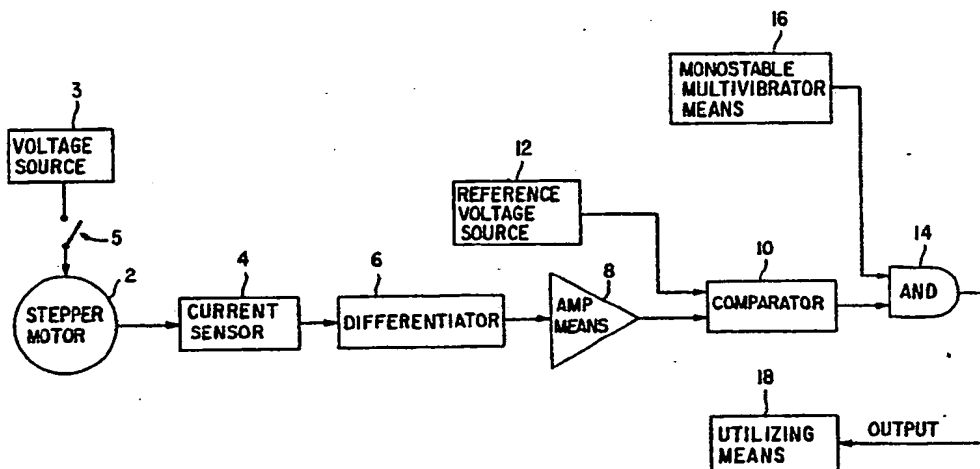 16
MONOSTABLE
MULTIVIBRATOR
MEANS
3
VOLTAGE
SOURCE
12
REFERENCE
VOLTAGE
SOURCE
5
14
AND
2
STEPPER
MOTOR
4
CURRENT
SENSOR
6
DIFFERENTIATOR
8
AMP
MEANS
10
COMPARATOR
18
UTILIZING
MEANS
OUTPUT